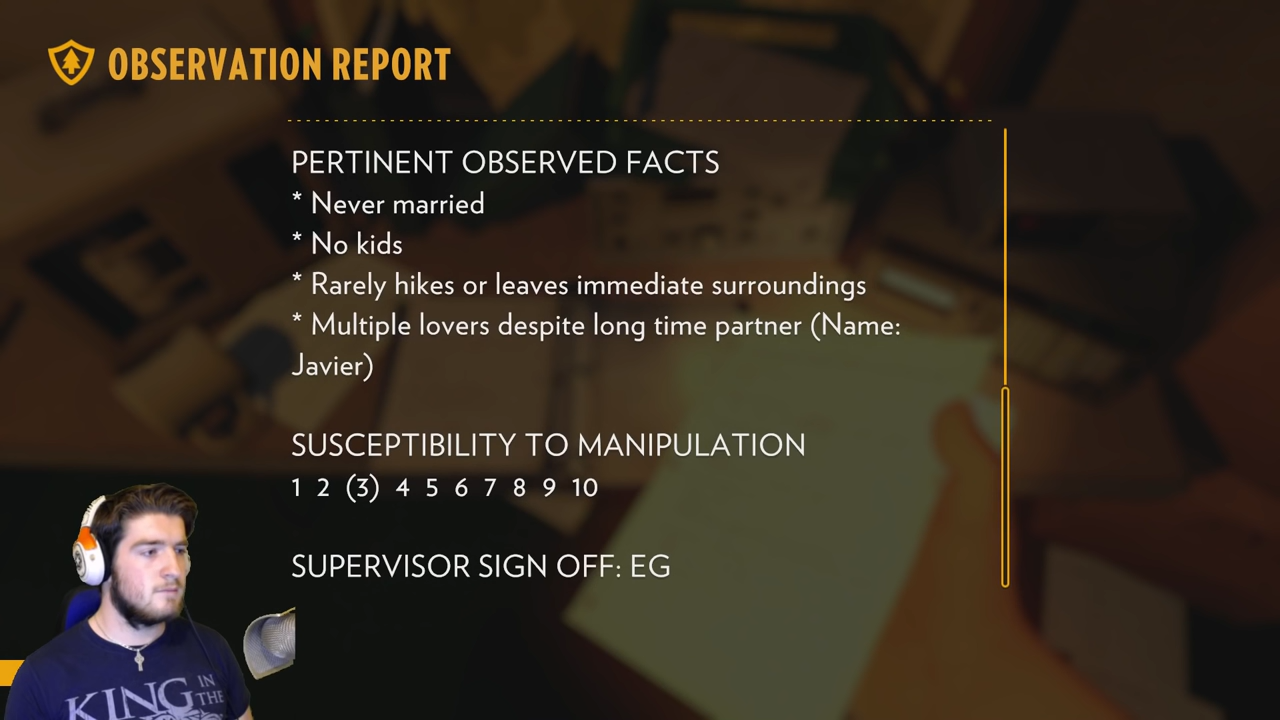 OBSERVATION REPORT
PERTINENT OBSERVED FACTS
* Never married
* No kids
* Rarely hikes or leaves immediate surroundings
* Multiple lovers despite long time partner (Name:
Javier)
SUSCEPTIBILITY TO MANIPULATION
1 2 (3) 4 5 6 7 8 9 10
SUPERVISOR SIGN OFF: EG
KING IN THE